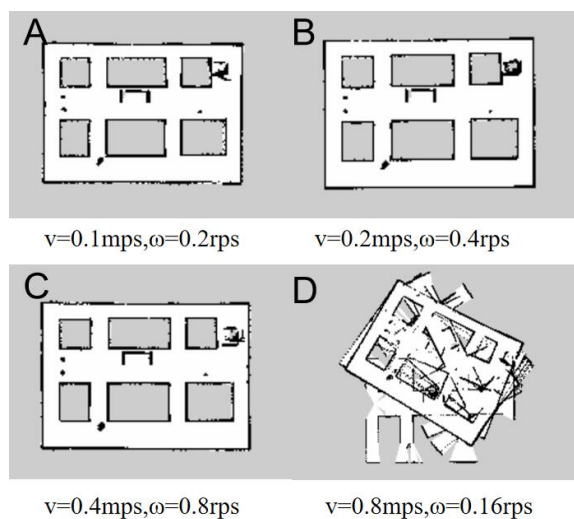 A
B
v=0.1mps,ω=0.2rps
v=0.2mps,ω=0.4rps
C
D
v=0.4mps,ω=0.8rps
v=0.8mps,ω=0.16rps